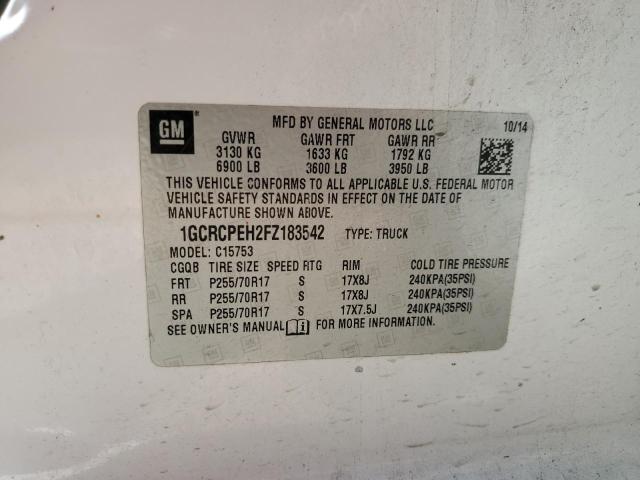 GM ®
MFD BY GENERAL MOTORS LLC 10/14
GVWR GAWR FRT GAWR RR
3130 KG 1633 KG 1792 KG
6900 LB 3600 LB 3950 LB
THIS VEHICLE CONFORMS TO ALL APPLICABLE U.S. FEDERAL MOTOR
VEHICLE SAFETY STANDARDS IN EFFECT ON THE DATE OF
MANUFACTURE SHOWN ABOVE.
1GCRCPEH2FZ183542 TYPE: TRUCK
MODEL: C15753
CGQB TIRE SIZE SPEED RTG RIM COLD TIRE PRESSURE
FRT P255/70R17 S 17X8J 240KPA(35PSI)
RR P255/70R17 S 17X8J 240KPA(35PSI)
SPA P255/70R17 S 17X7.5J 240KPA(35PSI)
SEE OWNER'S MANUAL FOR MORE INFORMATION.